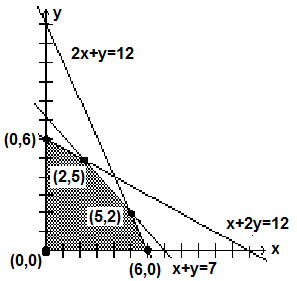 y
2x+y=12
(0,6)
(2,5)
(5,2)
x+2y=12
x
(0,0)
(6,0)
x+y=7